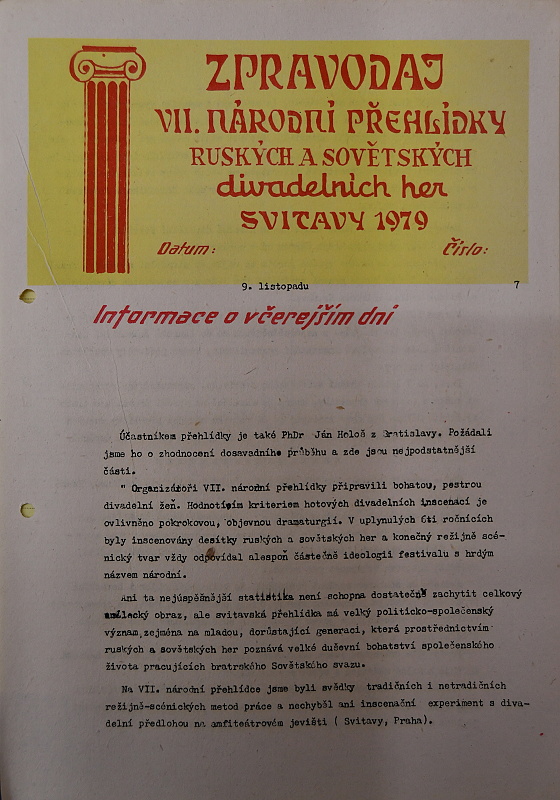 ZPRAVODAJ
VII. NÁRODNÍ PŘEHLÍDKY
RUSKÝCH A SOVĚTSKÝCH
divadelních her
SVITAVY 1979
Datum: Číslo:
9. listopadu 7
Informace o včerejším dni
Účastníkem přehlídky je také PhDr Ján Hološ z Bratislavy. Požádali
jsme ho o zhodnocení dosavadního průběhu a zde jsou nejpodstatnější
části.
" Organizátoři VII. národní přehlídky připravili bohatou, pestrou
divadelní žeň. Hodnotícím kriteriem hotových divadelních inscenací je
ovlivněno pokrokovou, objevnou dramaturgií. V uplynulých 6ti ročnících
byly inscenovány desítky ruských a sovětských her a konečný režijně scé-
nický tvar vždy odpovídal alespoň částečně ideologii festivalu s hrdým
názvem národní.
Ani ta nejúspěšnější statistika není schopna dostatečně zachytit celkový
umělecký obraz, ale svitavská přehlídka má velký politicko-společenský
význam, zejména na mladou, dorůstající generaci, která prostřednictvím
ruských a sovětských her poznává velké duševní bohatství společenského
života pracujících bratrského Sovětského svazu.
Na VII. národní přehlídce jsme byli svědky tradičních i netradičních
režijně-scénických metod práce a nechyběl ani inscenační experiment s diva-
delní předlohou na amfiteátrovém jevišti ( Svitavy, Praha).